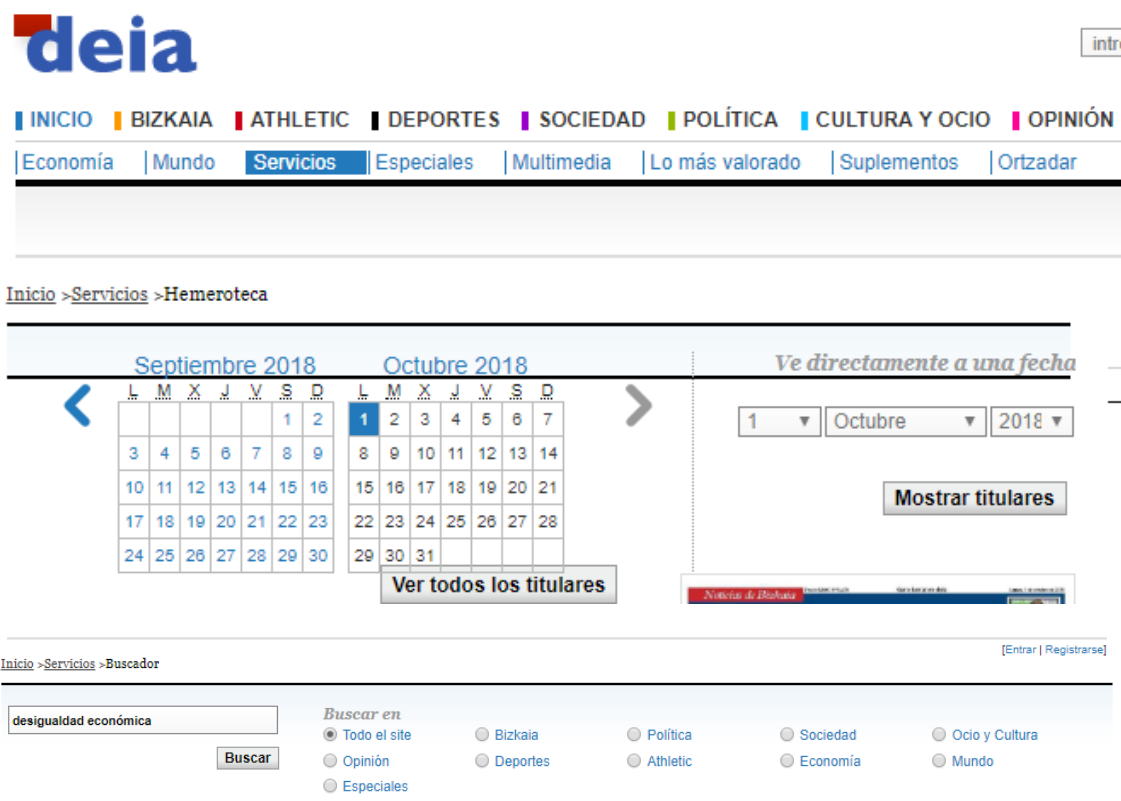 deia
intr
INICIO BIZKAIA ATHLETIC DEPORTES SOCIEDAD POLÍTICA CULTURA Y OCIO OPINIÓN
Economía Mundo Servicios Especiales Multimedia Lo más valorado Suplementos Ortzadar
Inicio >Servicios >Hemeroteca
Septiembre 2018 Octubre 2018 Ve directamente a una fecha
L M X J V S D L M X J V S D
1 2 1 2 3 4 5 6 7
1 Octubre 2018
3 4 5 6 7 8 9 8 9 10 11 12 13 14
10 11 12 13 14 15 16 15 16 17 18 19 20 21
Mostrar titulares
17 18 19 20 21 22 23 22 23 24 25 26 27 28
24 25 26 27 28 29 30 29 30 31
Ver todos los titulares
Noticias de Bizkaia
[Entrar | Registrarse]
Inicio >Servicios >Buscador
desigualdad económica
Buscar
Buscar en
Todo el site Bizkaia Política Sociedad Ocio y Cultura
Opinión Deportes Athletic Economía Mundo
Especiales